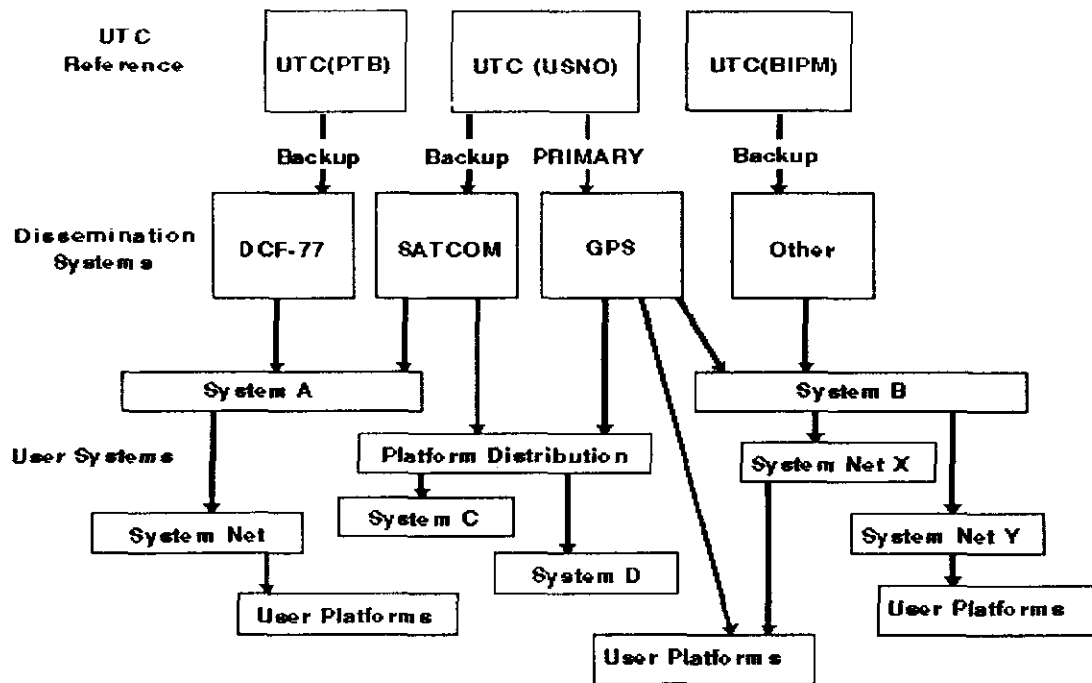 UTC
Reference
UTC(PTB)
UTC (USNO)
UTC(BIPM)
Backup
Backup
PRIMARY
Backup
Dissemination
Systems
DCF-77
SATCOM
GPS
Other
System A
System B
User Systems
Platform Distribution
System Net X
System C
System Net
System Net Y
System D
User Platforms
User Platforms
User Platforms